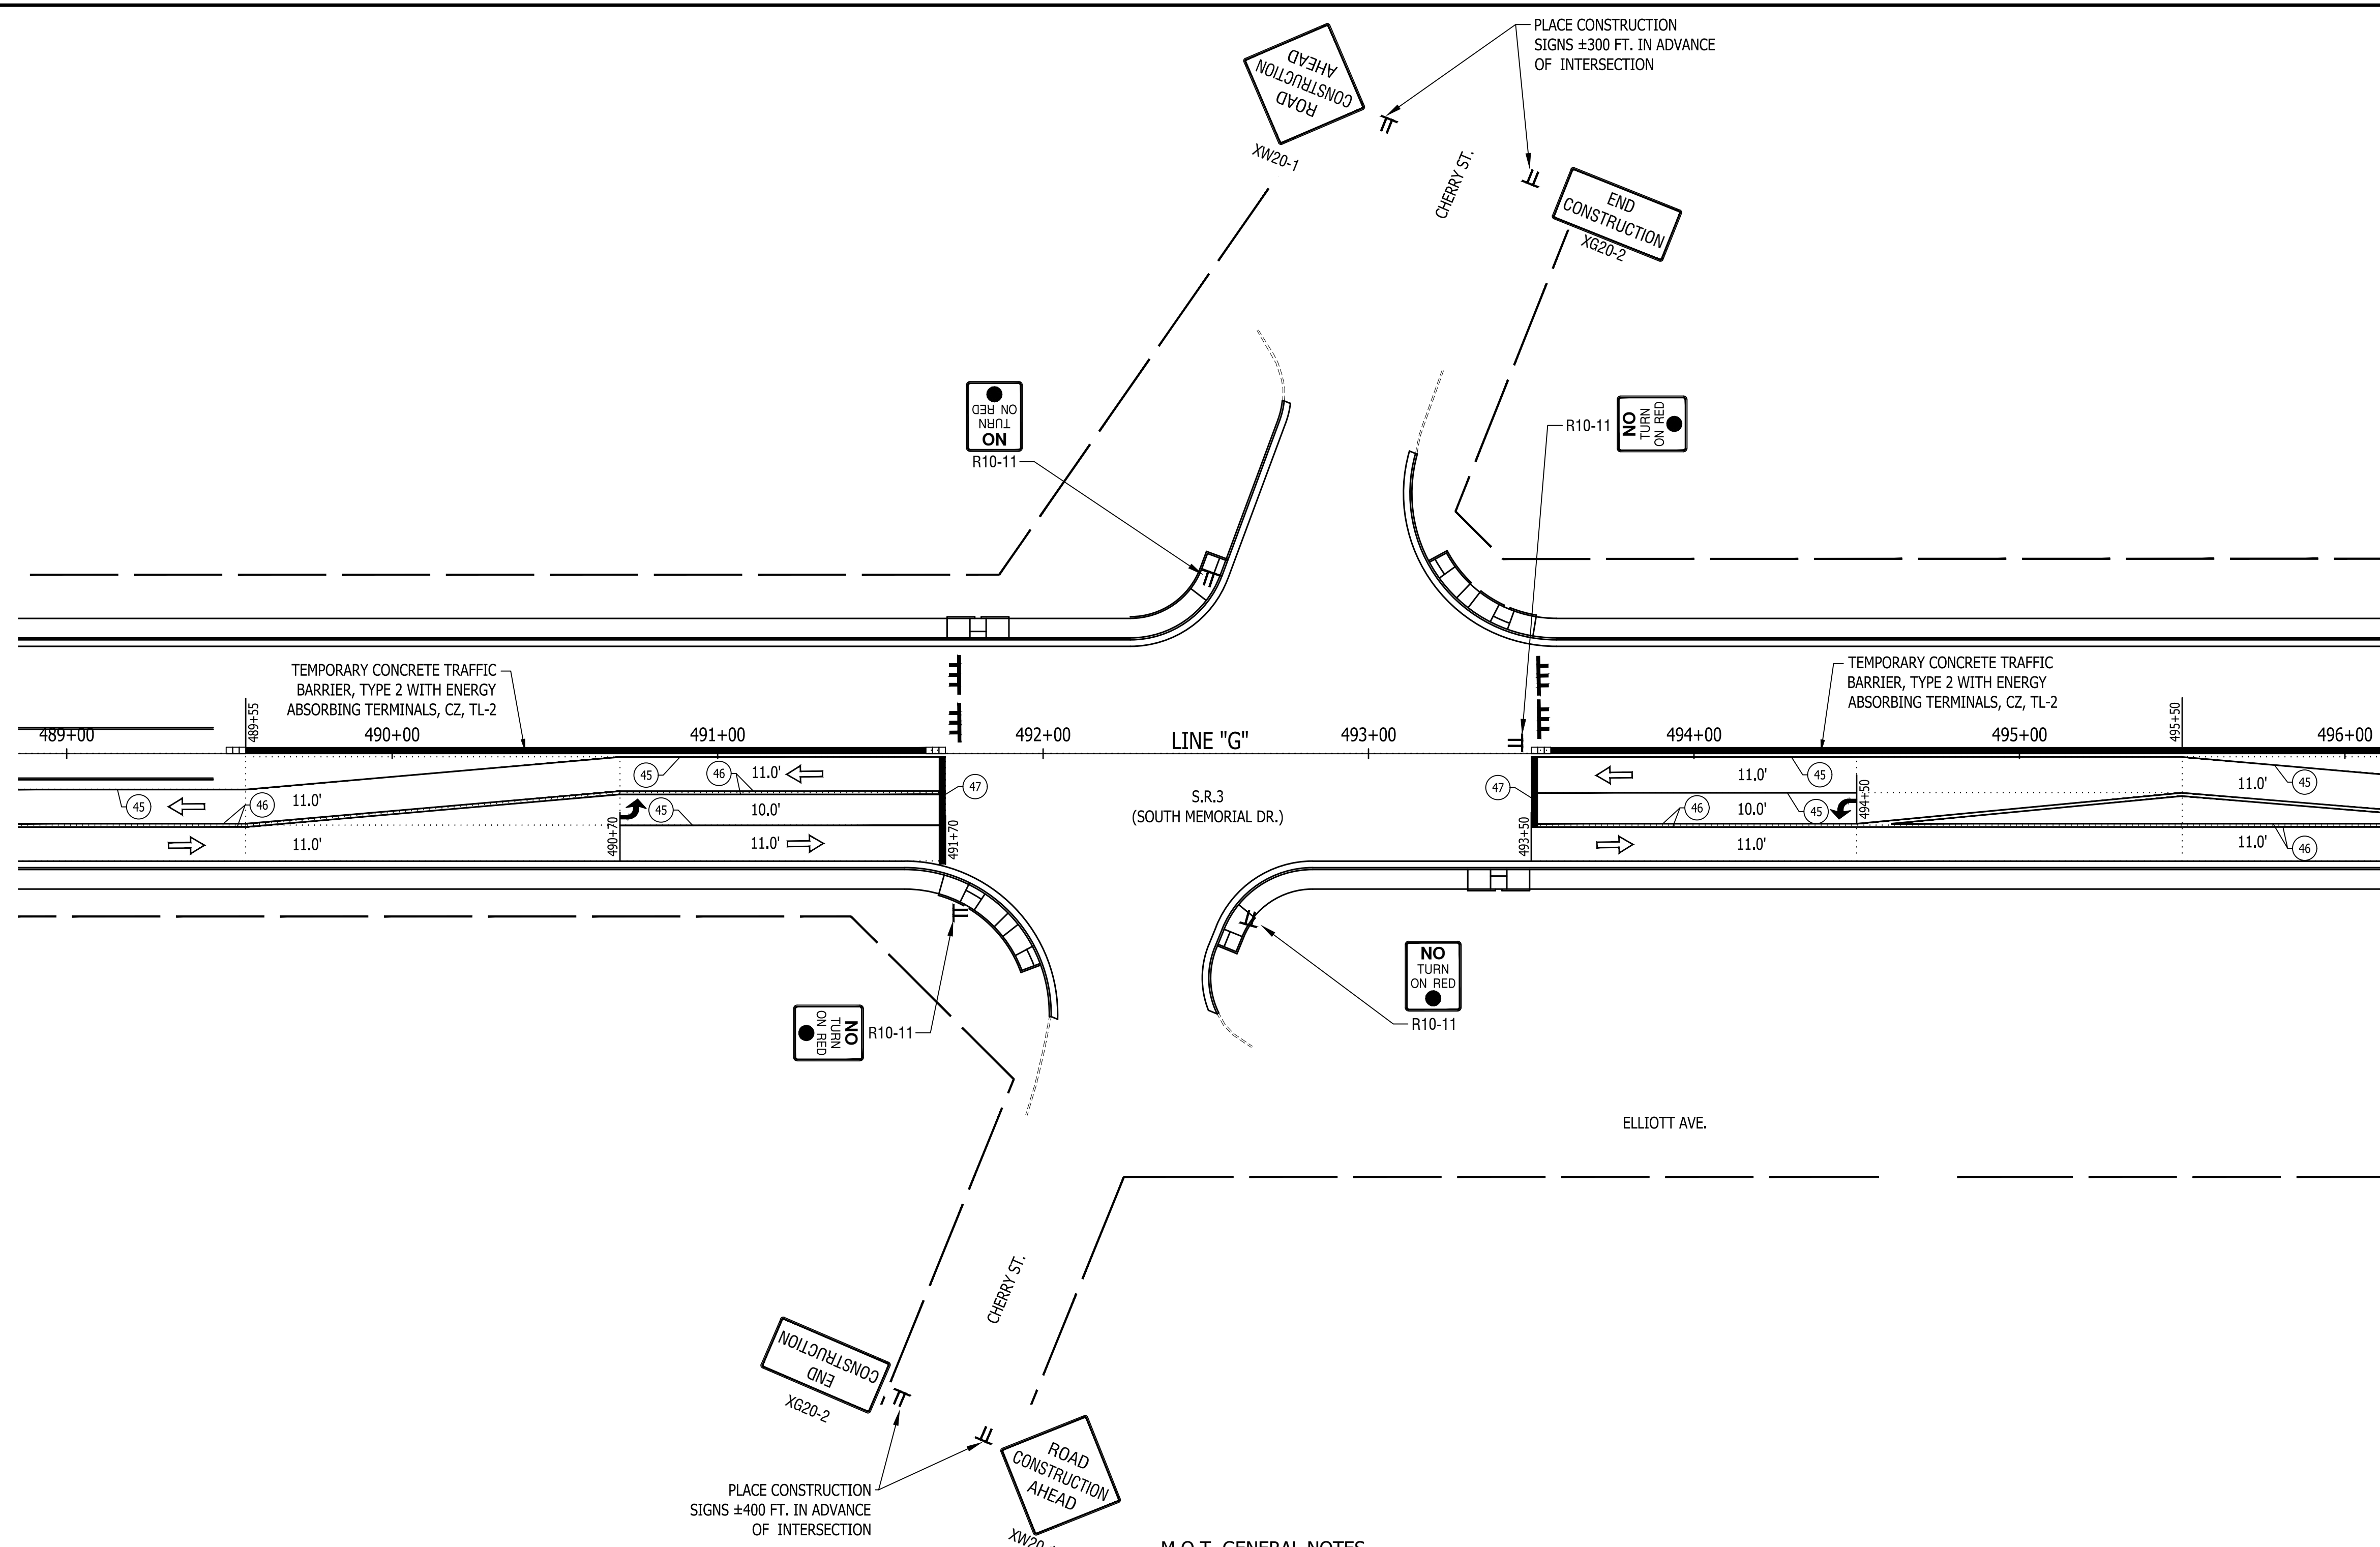 PLACE CONSTRUCTION
SIGNS ±300 FT. IN ADVANCE
OF INTERSECTION
ROAD
CONSTRUCTION
AHEAD
XW20-1
CHERRY ST.
END
CONSTRUCTION
XG20-2
NO
TURN
ON RED
R10-11
R10-11
NO
TURN
ON RED
TEMPORARY CONCRETE TRAFFIC
BARRIER, TYPE 2 WITH ENERGY
ABSORBING TERMINALS, CZ, TL-2
TEMPORARY CONCRETE TRAFFIC
BARRIER, TYPE 2 WITH ENERGY
ABSORBING TERMINALS, CZ, TL-2
489+00
489+55
490+00
491+00
492+00
LINE "G"
493+00
494+00
495+00
495+50
496+00
45
46
11.0'
11.0'
45
46
11.0'
45
10.0'
11.0'
490+70
491+70
47
S.R.3
(SOUTH MEMORIAL DR.)
47
493+50
11.0'
45
46
10.0'
45
494+50
11.0'
11.0'
45
11.0'
46
NO
TURN
ON RED
R10-11
NO
TURN
ON RED
R10-11
ELLIOTT AVE.
CHERRY ST.
END
CONSTRUCTION
XG20-2
ROAD
CONSTRUCTION
AHEAD
PLACE CONSTRUCTION
SIGNS ±400 FT. IN ADVANCE
OF INTERSECTION
M.O.T. GENERAL NOTES